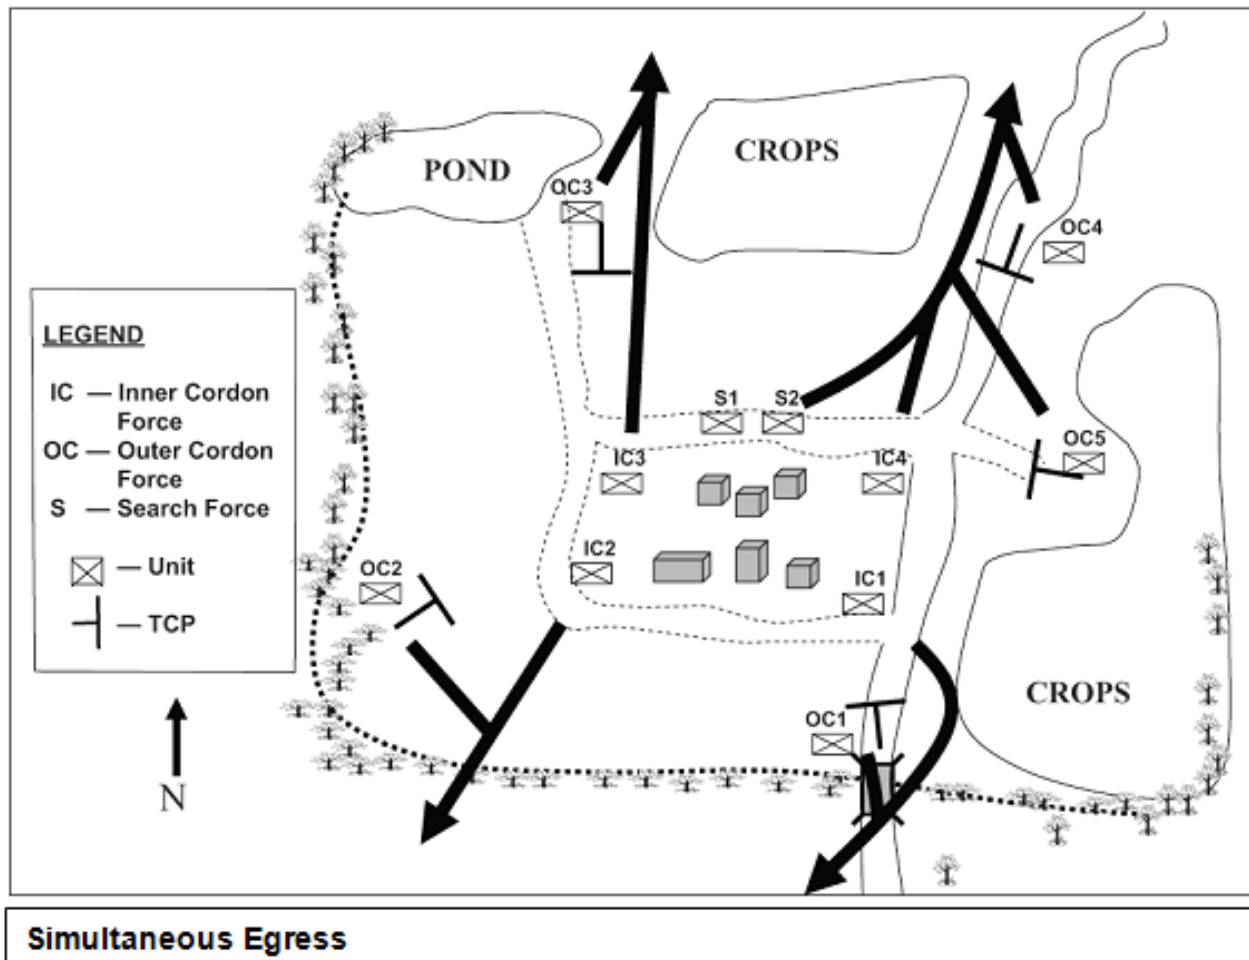 POND
CROPS
OC3
OC4
LEGEND
IC — Inner Cordon
Force
OC — Outer Cordon
Force
S — Search Force
— Unit
— TCP
N
S1
S2
IC3
IC4
OC5
OC2
IC2
IC1
OC1
CROPS
Simultaneous Egress